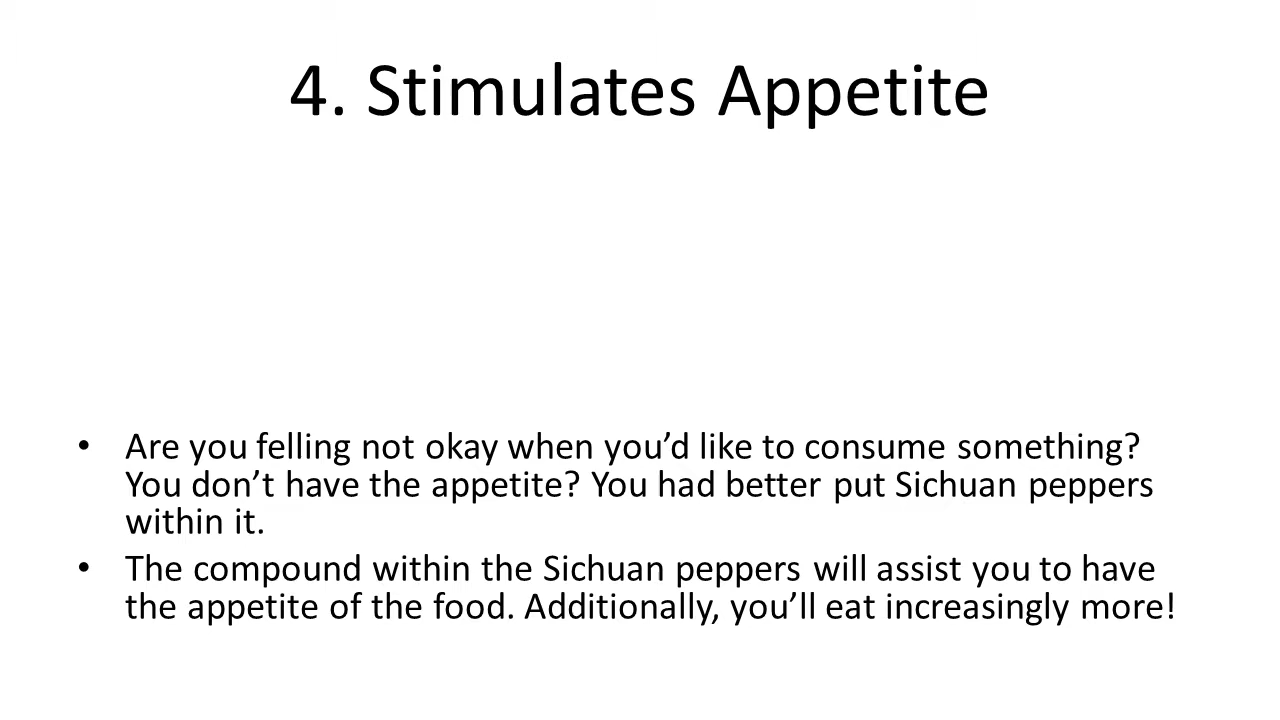 4. Stimulates Appetite
• Are you felling not okay when you’d like to consume something?
You don’t have the appetite? You had better put Sichuan peppers
within it.
• The compound within the Sichuan peppers will assist you to have
the appetite of the food. Additionally, you’ll eat increasingly more!